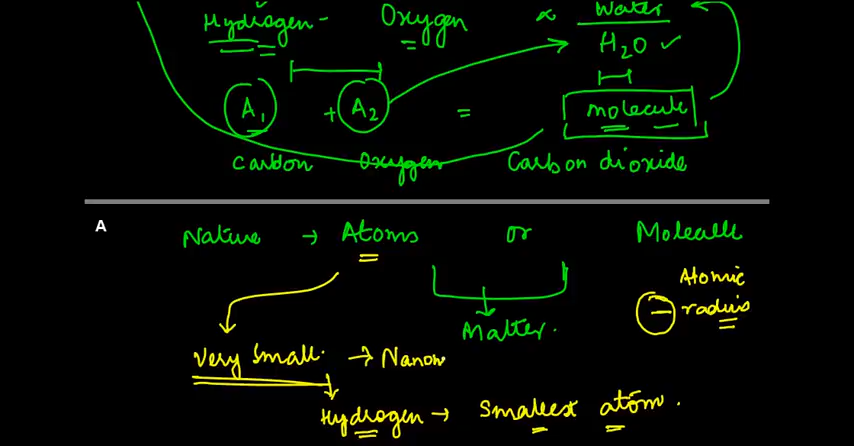 Hydrogen - Oxygen ∝ Water
H₂O ✓
A₁ + A₂ = molecule
Carbon Oxygen Carbon dioxide
A
Nature → Atoms or Molecule
Atomic
radius
Matter.
Very Small. → Nanom
Hydrogen → Smallest atom.